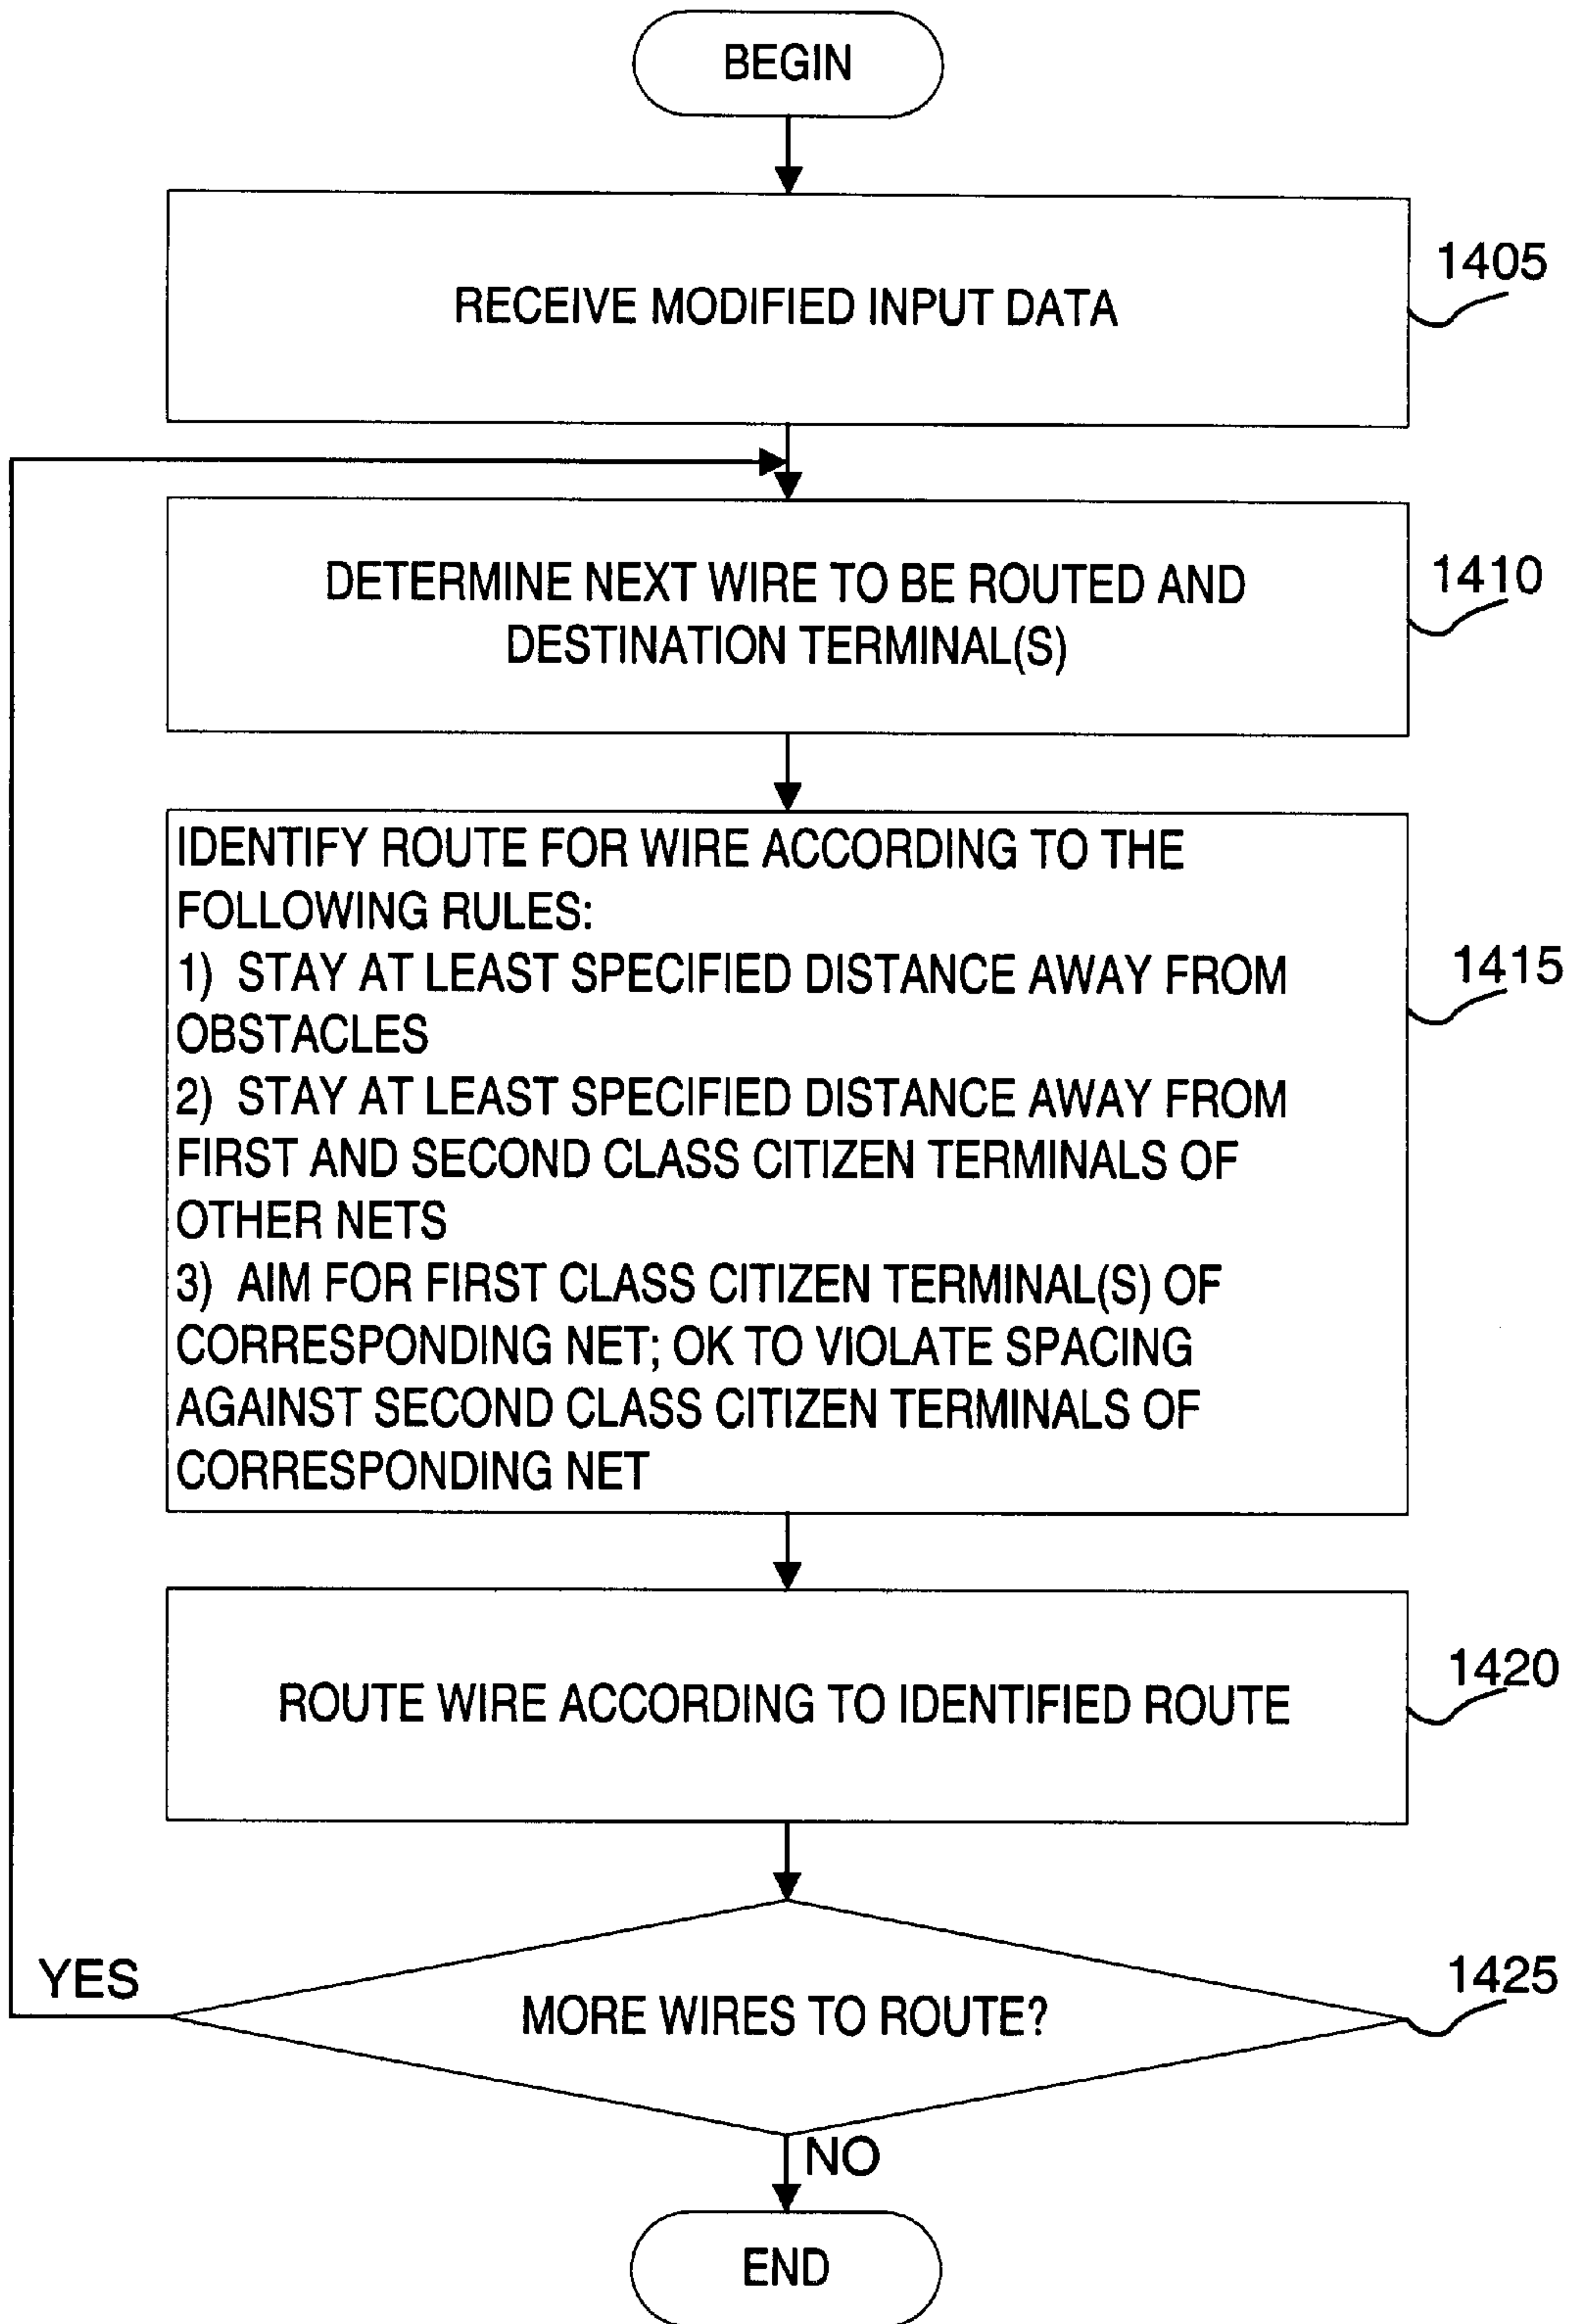 BEGIN
RECEIVE MODIFIED INPUT DATA
1405
DETERMINE NEXT WIRE TO BE ROUTED AND
DESTINATION TERMINAL(S)
1410
IDENTIFY ROUTE FOR WIRE ACCORDING TO THE
FOLLOWING RULES:
1) STAY AT LEAST SPECIFIED DISTANCE AWAY FROM
OBSTACLES
2) STAY AT LEAST SPECIFIED DISTANCE AWAY FROM
FIRST AND SECOND CLASS CITIZEN TERMINALS OF
OTHER NETS
3) AIM FOR FIRST CLASS CITIZEN TERMINAL(S) OF
CORRESPONDING NET; OK TO VIOLATE SPACING
AGAINST SECOND CLASS CITIZEN TERMINALS OF
CORRESPONDING NET
1415
ROUTE WIRE ACCORDING TO IDENTIFIED ROUTE
1420
YES
MORE WIRES TO ROUTE?
1425
NO
END